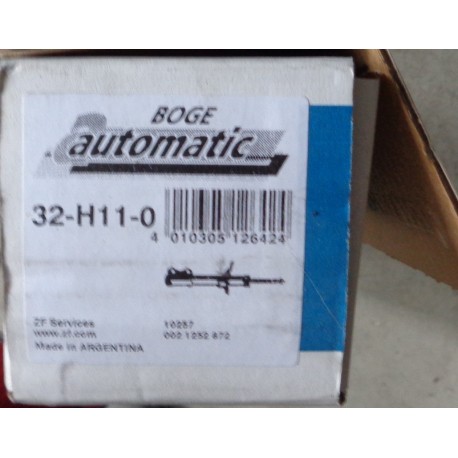 BOGE
automatic
32-H11-0
4 010305 126424
ZF Services 10257
www.zf.com 000 1252 872
Made in ARGENTINA